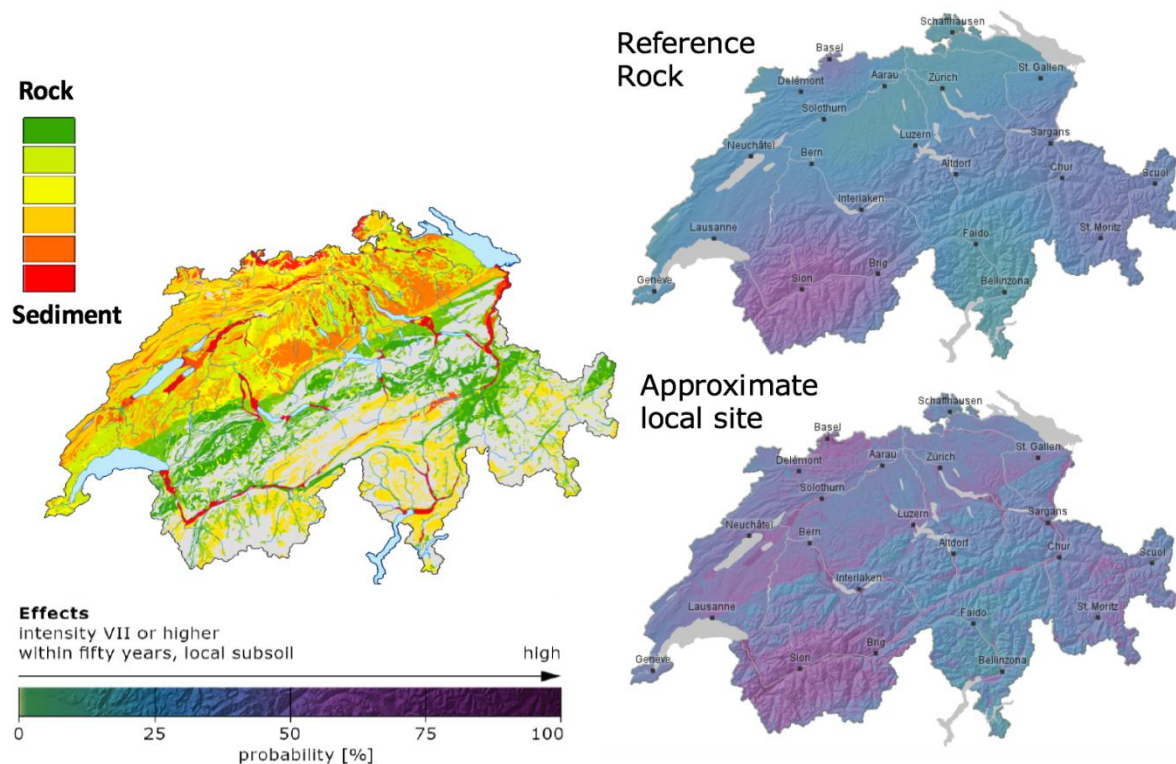 Rock
Sediment
Effects
intensity VII or higher
within fifty years, local subsoil
high
0
25
50
75
100
probability [%]
Reference
Rock
Schaffhausen
Basel
St. Gallen
Delémont
Aarau
Zürich
Solothurn
Sargans
Neuchâtel
Bern
Luzern
Altdorf
Chur
Scuol
Interlaken
Lausanne
Faido
St. Moritz
Genève
Sion
Brig
Bellinzona
Approximate
local site
Schaffhausen
Basel
St. Gallen
Delémont
Aarau
Zürich
Solothurn
Neuchâtel
Luzern
Sargans
Bern
Altdorf
Chur
Scuol
Interlaken
Lausanne
Faido
St. Moritz
Genève
Sion
Brig
Bellinzona